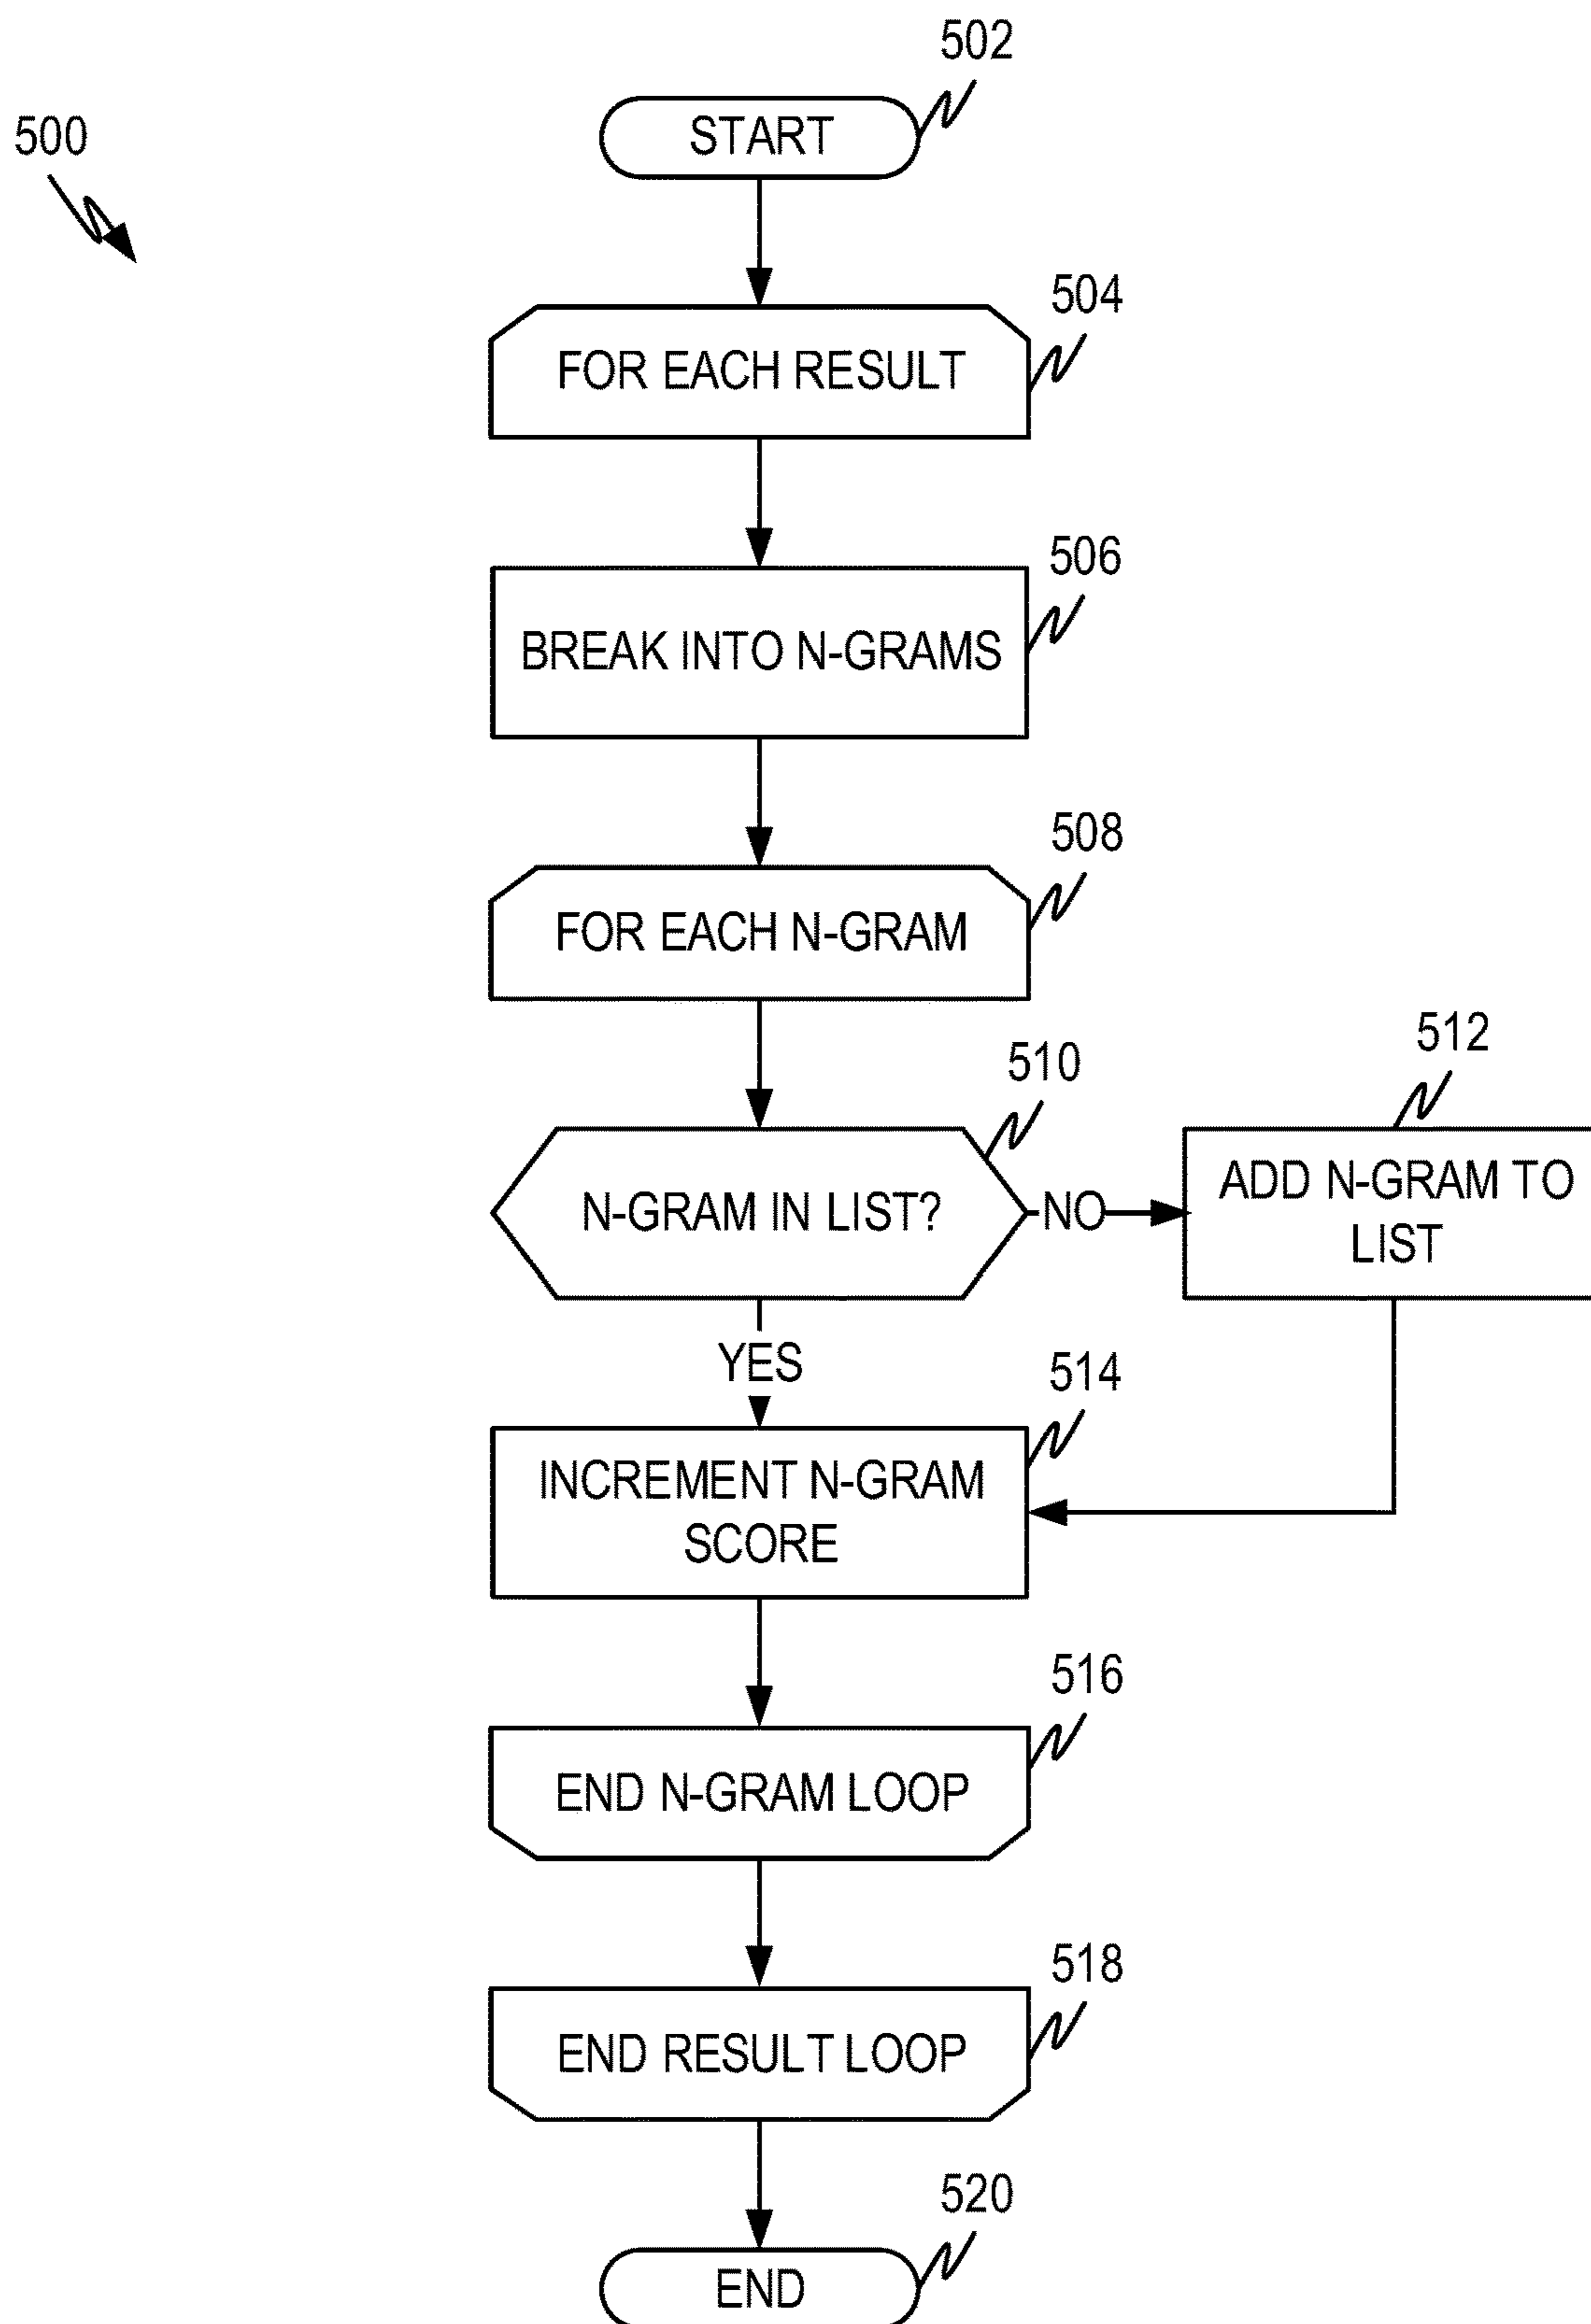 502
START
500
504
FOR EACH RESULT
506
BREAK INTO N-GRAMS
508
FOR EACH N-GRAM
510
512
N-GRAM IN LIST?
NO
ADD N-GRAM TO
LIST
YES
514
INCREMENT N-GRAM
SCORE
516
END N-GRAM LOOP
518
END RESULT LOOP
520
END